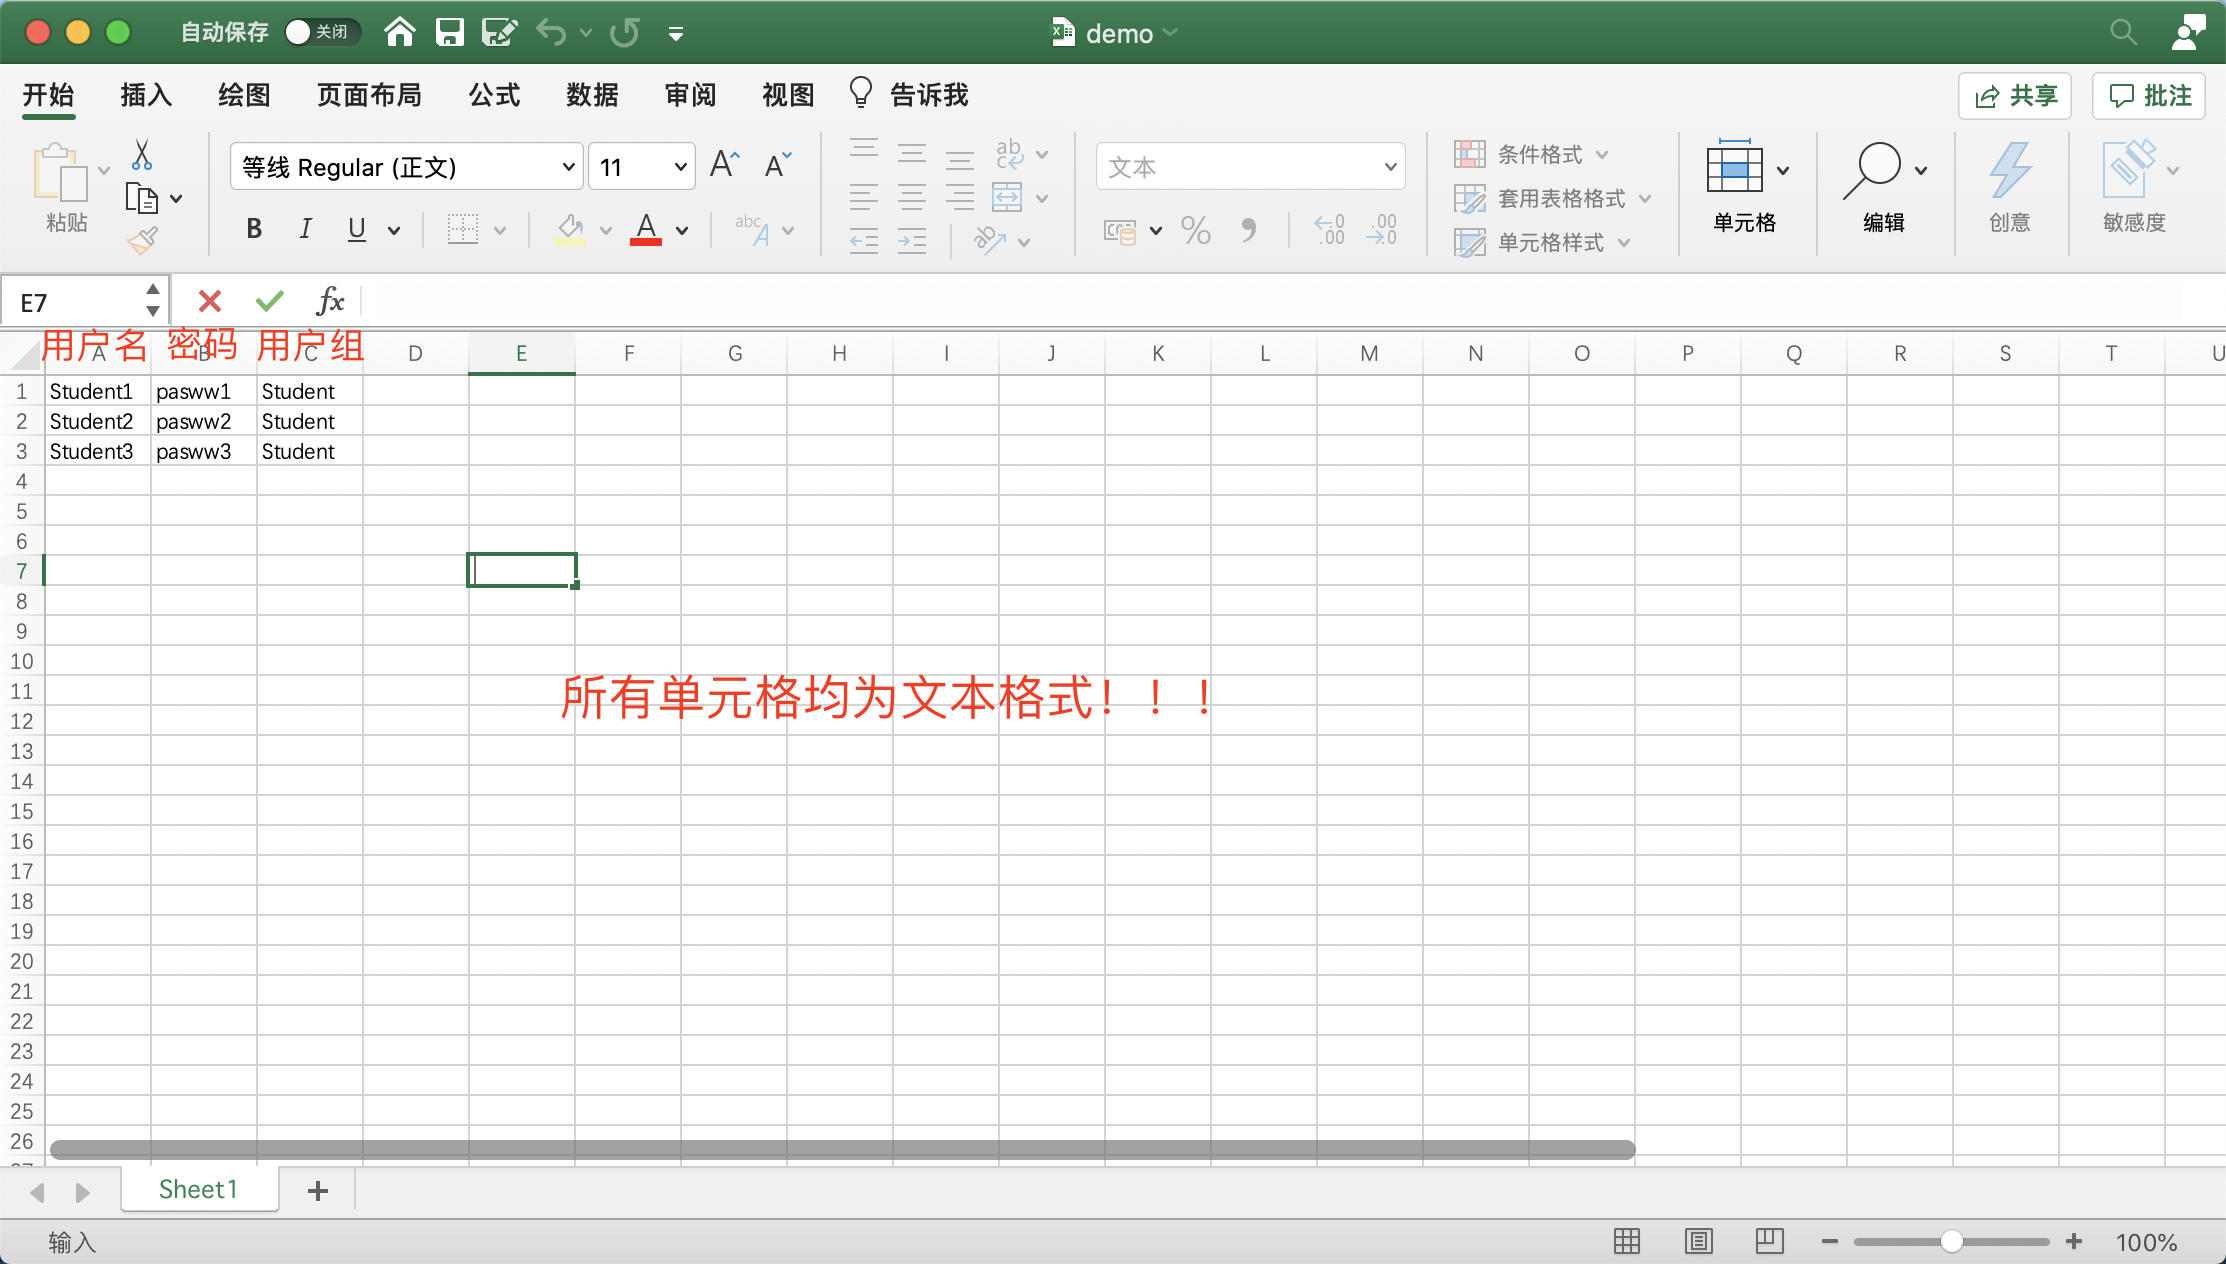 自动保存 关闭 demo
开始 插入 绘图 页面布局 公式 数据 审阅 视图 告诉我 共享 批注
粘贴
等线 Regular (正文) 11
B I U A
abc A
ab c
文本
% .0 .00 .00 .0
条件格式
套用表格格式
单元格样式
单元格 编辑 创意 敏感度
E7 fx
用户名 密码 用户组
A B C D E F G H I J K L M N O P Q R S T U
1 Student1 pasww1 Student
2 Student2 pasww2 Student
3 Student3 pasww3 Student
4
5
6
7
8
9
10
11
所有单元格均为文本格式！！！
12
13
14
15
16
17
18
19
20
21
22
23
24
25
26
Sheet1 +
输入 100%